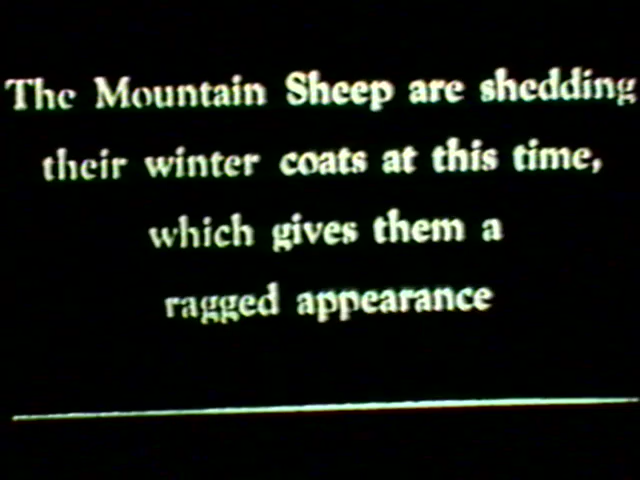 The Mountain Sheep are shedding
their winter coats at this time,
which gives them a
ragged appearance